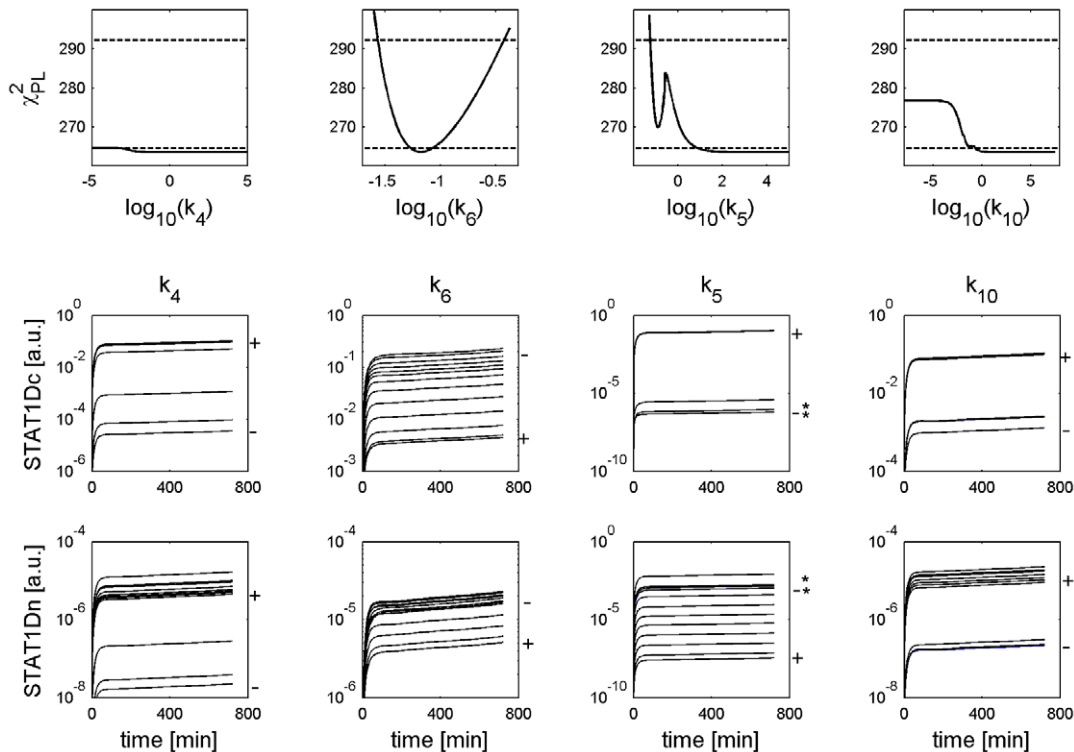 290
280
270
χ²PL
-5 0 5
log10(k4)
290
280
270
-1.5 -1 -0.5
log10(k6)
290
280
270
0 2 4
log10(k5)
290
280
270
-5 0 5
log10(k10)
k4
k6
k5
k10
STAT1Dc [a.u.]
10^0
10^-2
10^-4
10^-6
+
-
0 400 800
10^-1
10^-2
10^-3
-
+
0 400 800
10^0
10^-5
10^-10
+
*
-*
0 400 800
10^0
10^-2
10^-4
+
-
0 400 800
STAT1Dn [a.u.]
10^-4
10^-6
10^-8
+
-
0 400 800
time [min]
10^-4
10^-5
10^-6
-
+
0 400 800
time [min]
10^0
10^-5
10^-10
*
-*
+
0 400 800
time [min]
10^-4
10^-6
10^-8
+
-
0 400 800
time [min]